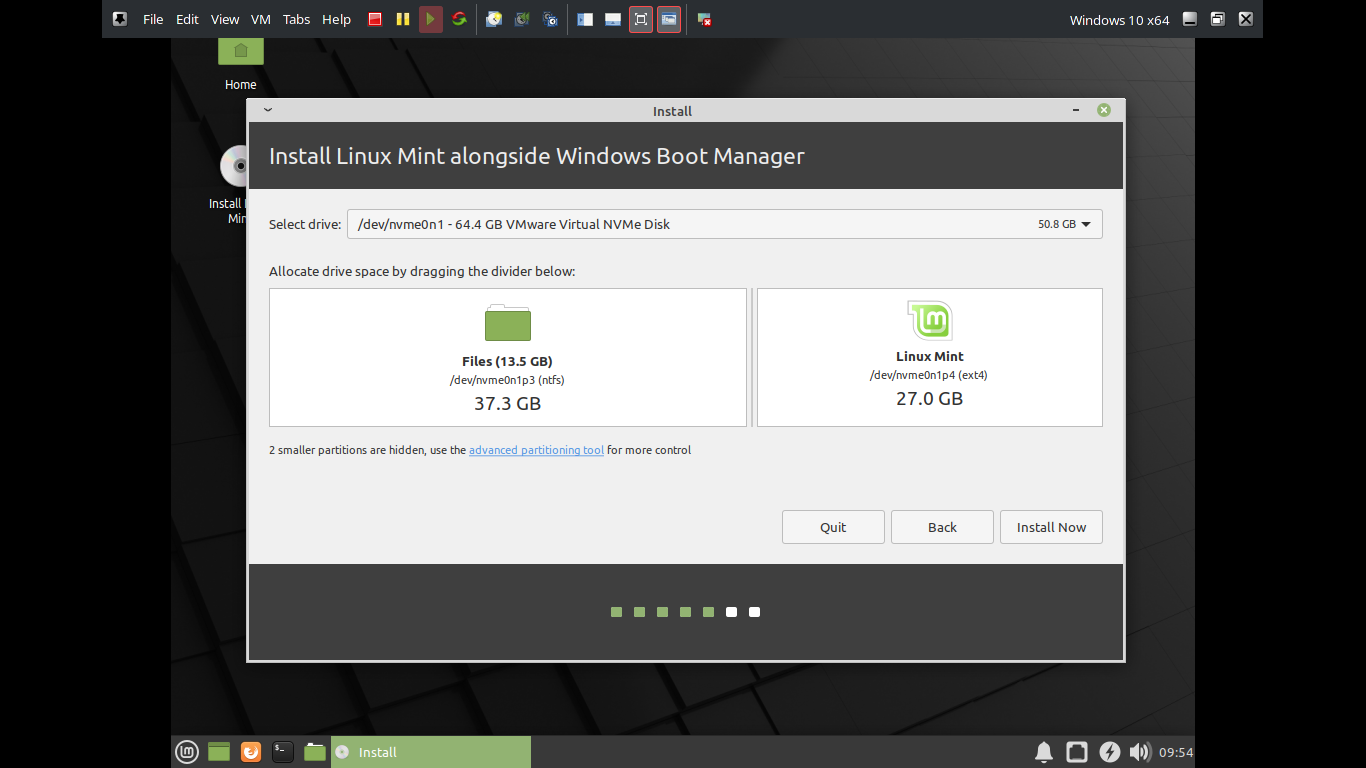 File Edit View VM Tabs Help
Windows 10 x64
Home
Install
Install Linux Mint alongside Windows Boot Manager
Install
Select drive: /dev/nvme0n1 - 64.4 GB VMware Virtual NVMe Disk 50.8 GB
Allocate drive space by dragging the divider below:
Files (13.5 GB)
/dev/nvme0n1p3 (ntfs)
37.3 GB
Linux Mint
/dev/nvme0n1p4 (ext4)
27.0 GB
2 smaller partitions are hidden, use the advanced partitioning tool for more control
Quit Back Install Now
Install
09:54